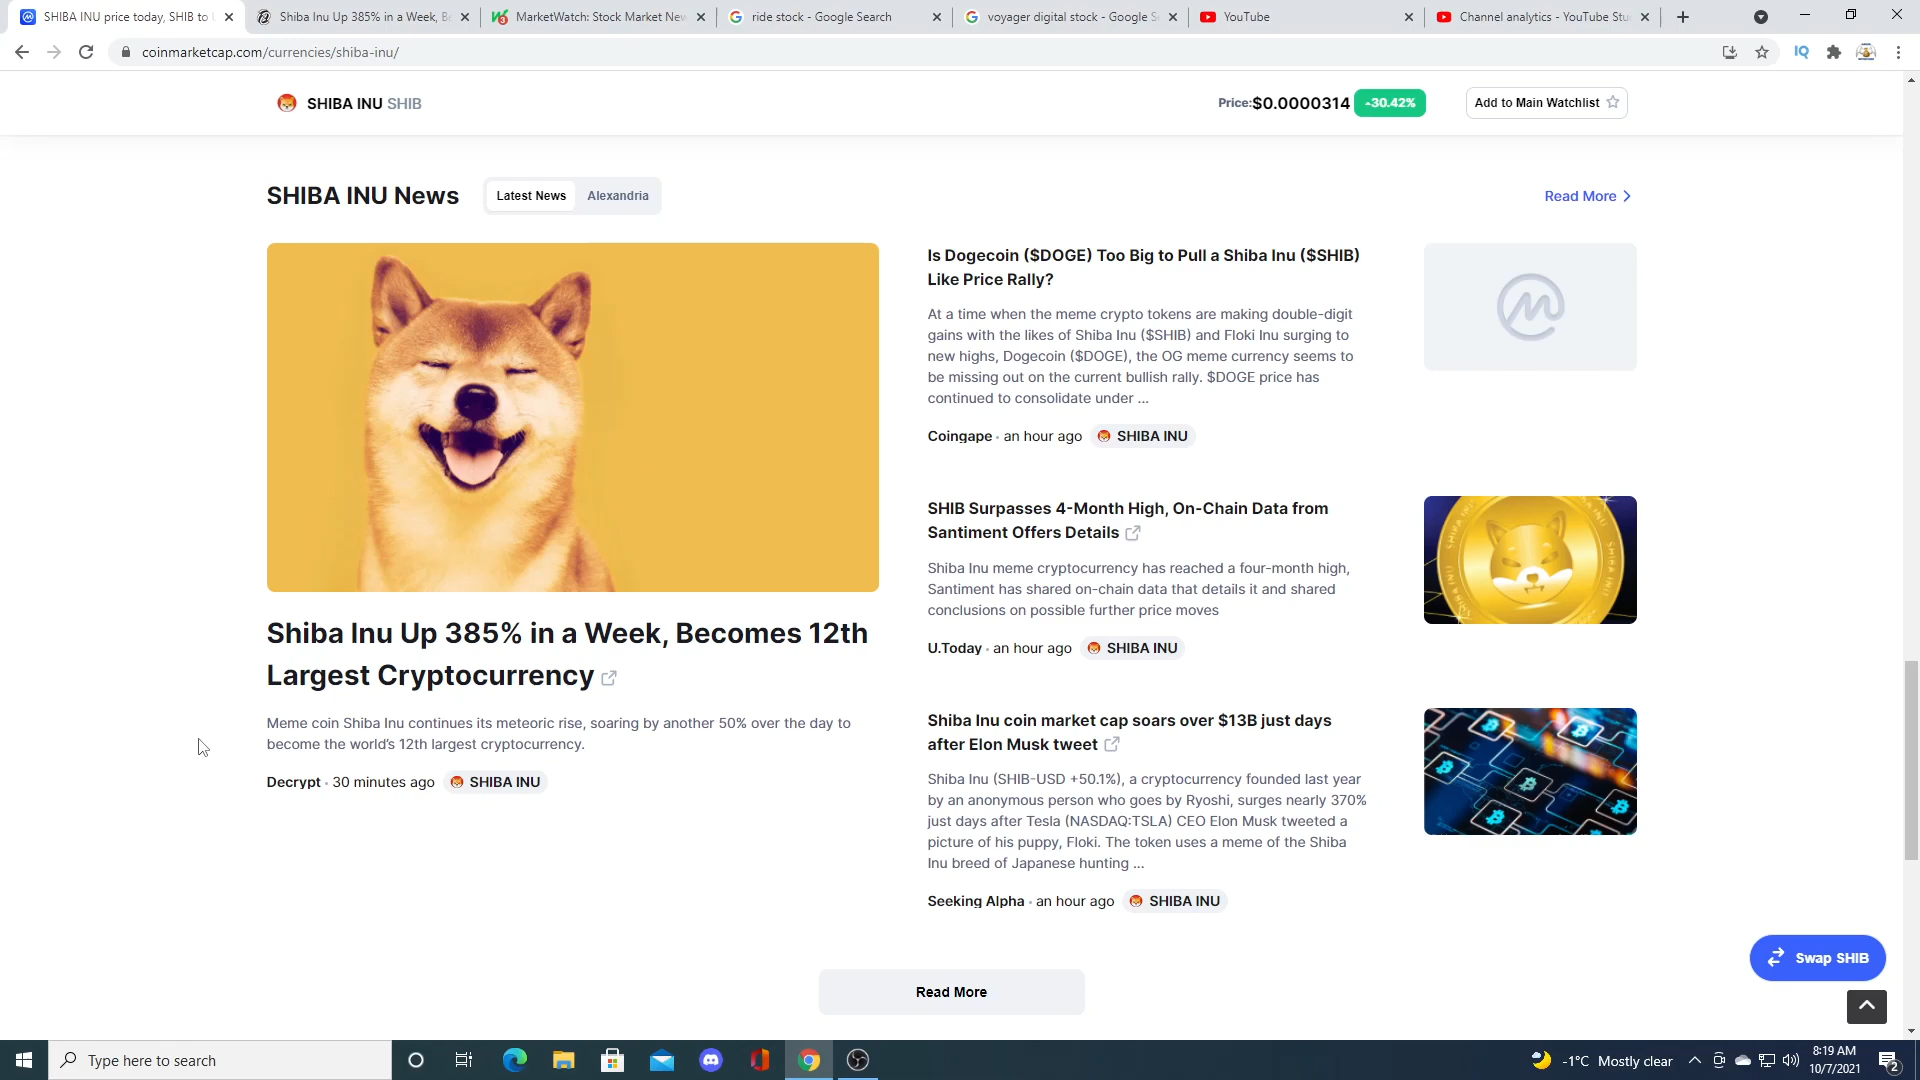 SHIBA INU price today, SHIB to U
Shiba Inu Up 385% in a Week, Be
MarketWatch: Stock Market New
ride stock - Google Search
voyager digital stock - Google Se
YouTube
Channel analytics - YouTube Stu
coinmarketcap.com/currencies/shiba-inu/
IQ
SHIBA INU SHIB
Price:$0.0000314
30.42%
Add to Main Watchlist
SHIBA INU News
Latest News
Alexandria
Read More
Shiba Inu Up 385% in a Week, Becomes 12th
Largest Cryptocurrency
Meme coin Shiba Inu continues its meteoric rise, soaring by another 50% over the day to
become the world's 12th largest cryptocurrency.
Decrypt · 30 minutes ago
SHIBA INU
Is Dogecoin ($DOGE) Too Big to Pull a Shiba Inu ($SHIB)
Like Price Rally?
At a time when the meme crypto tokens are making double-digit
gains with the likes of Shiba Inu ($SHIB) and Floki Inu surging to
new highs, Dogecoin ($DOGE), the OG meme currency seems to
be missing out on the current bullish rally. $DOGE price has
continued to consolidate under ...
Coingape · an hour ago
SHIBA INU
SHIB Surpasses 4-Month High, On-Chain Data from
Santiment Offers Details
Shiba Inu meme cryptocurrency has reached a four-month high,
Santiment has shared on-chain data that details it and shared
conclusions on possible further price moves
U.Today · an hour ago
SHIBA INU
Shiba Inu coin market cap soars over $13B just days
after Elon Musk tweet
Shiba Inu (SHIB-USD +50.1%), a cryptocurrency founded last year
by an anonymous person who goes by Ryoshi, surges nearly 370%
just days after Tesla (NASDAQ:TSLA) CEO Elon Musk tweeted a
picture of his puppy, Floki. The token uses a meme of the Shiba
Inu breed of Japanese hunting ...
Seeking Alpha · an hour ago
SHIBA INU
Swap SHIB
Read More
Type here to search
-1°C Mostly clear
8:19 AM
10/7/2021
2